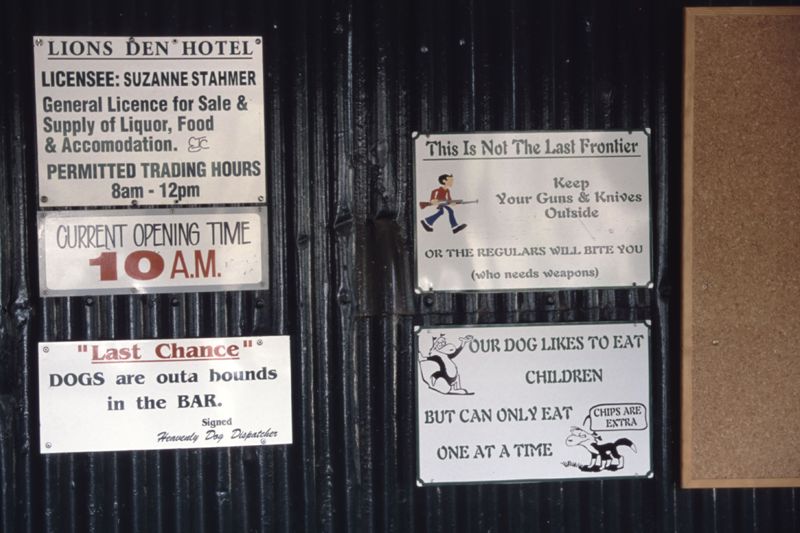 LIONS DEN HOTEL
LICENSEE: SUZANNE STAHMER
General Licence for Sale &
Supply of Liquor, Food
& Accomodation. ETC
PERMITTED TRADING HOURS
8am - 12pm
CURRENT OPENING TIME
10 A.M.
"Last Chance"
DOGS are outa bounds
in the BAR.
Signed
Heavenly Dog Dispatcher
This Is Not The Last Frontier
Keep
Your Guns & Knives
Outside
OR THE REGULARS WILL BITE YOU
(who needs weapons)
OUR DOG LIKES TO EAT
CHILDREN
BUT CAN ONLY EAT
ONE AT A TIME
CHIPS ARE
EXTRA